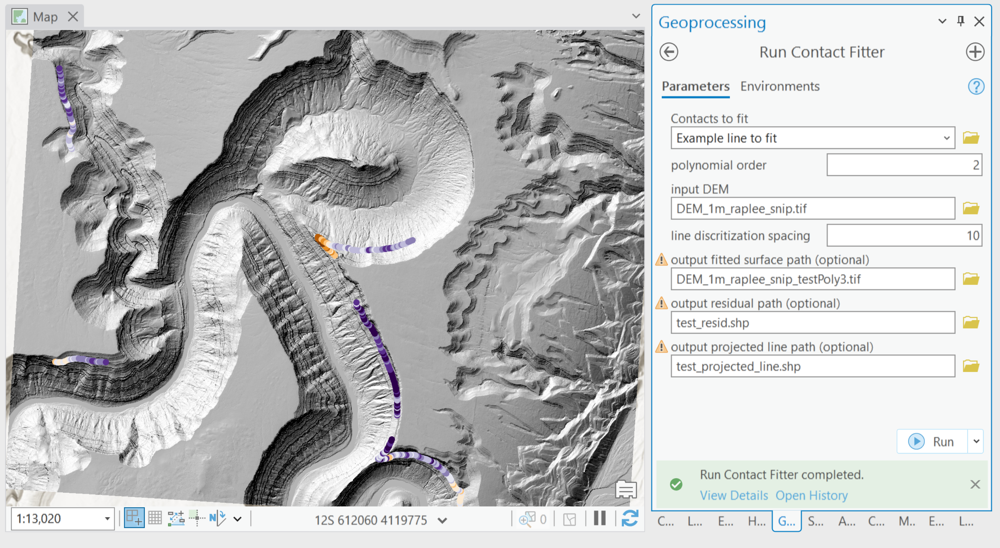 Map
Geoprocessing
Run Contact Fitter
Parameters Environments
?
Contacts to fit
Example line to fit
polynomial order 2
input DEM
DEM_1m_raplee_snip.tif
line discritization spacing 10
output fitted surface path (optional)
DEM_1m_raplee_snip_testPoly3.tif
output residual path (optional)
test_resid.shp
output projected line path (optional)
test_projected_line.shp
Run
Run Contact Fitter completed.
View Details Open History
1:13,020 N 12S 612060 4119775 0
C... L... E... H... G... S... A... C... M.. E... L...